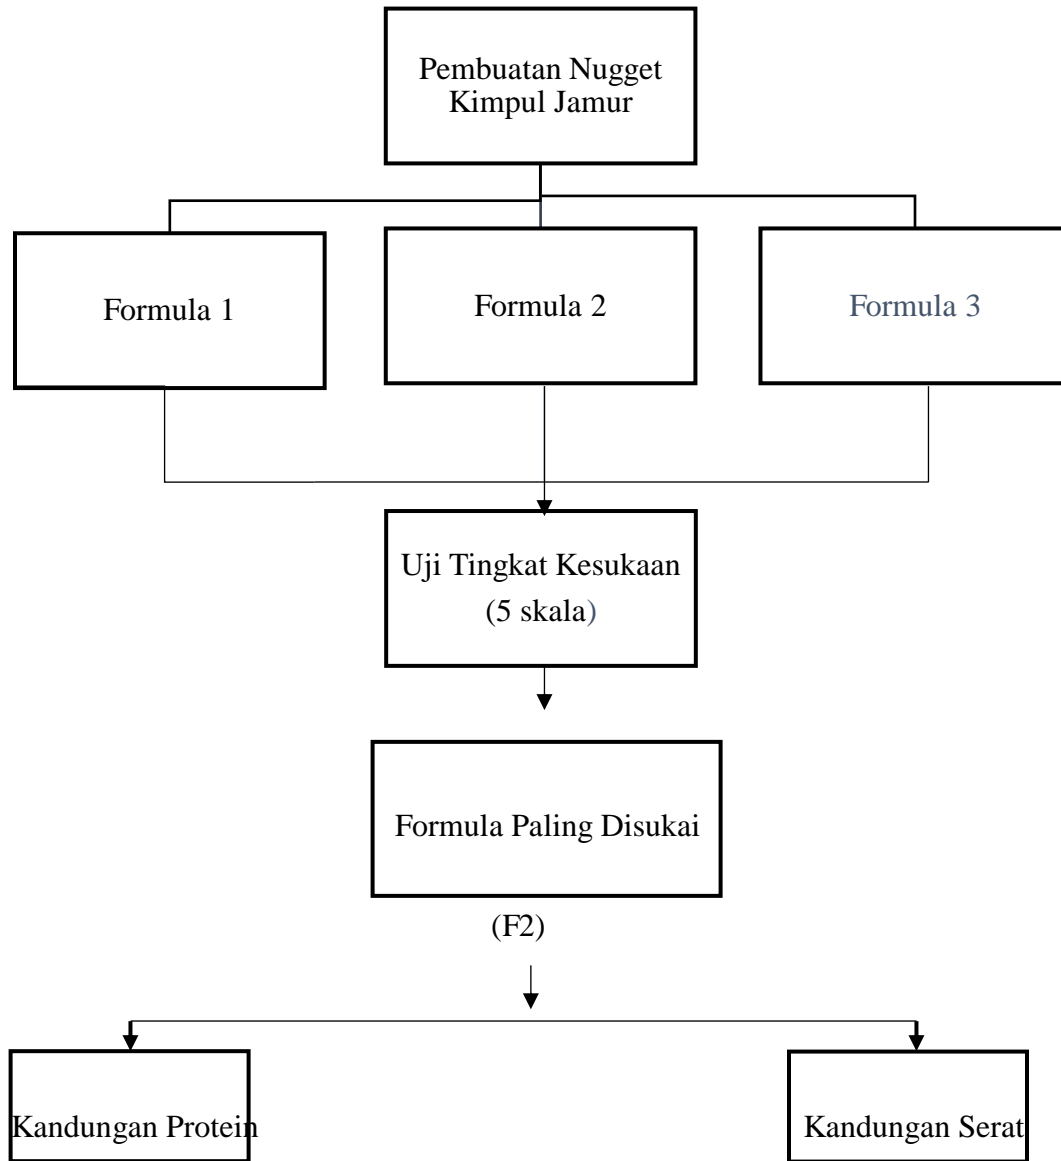 Pembuatan Nugget
Kimpul Jamur
Formula 1
Formula 2
Formula 3
Uji Tingkat Kesukaan
(5 skala)
Formula Paling Disukai
(F2)
Kandungan Protein
Kandungan Serat